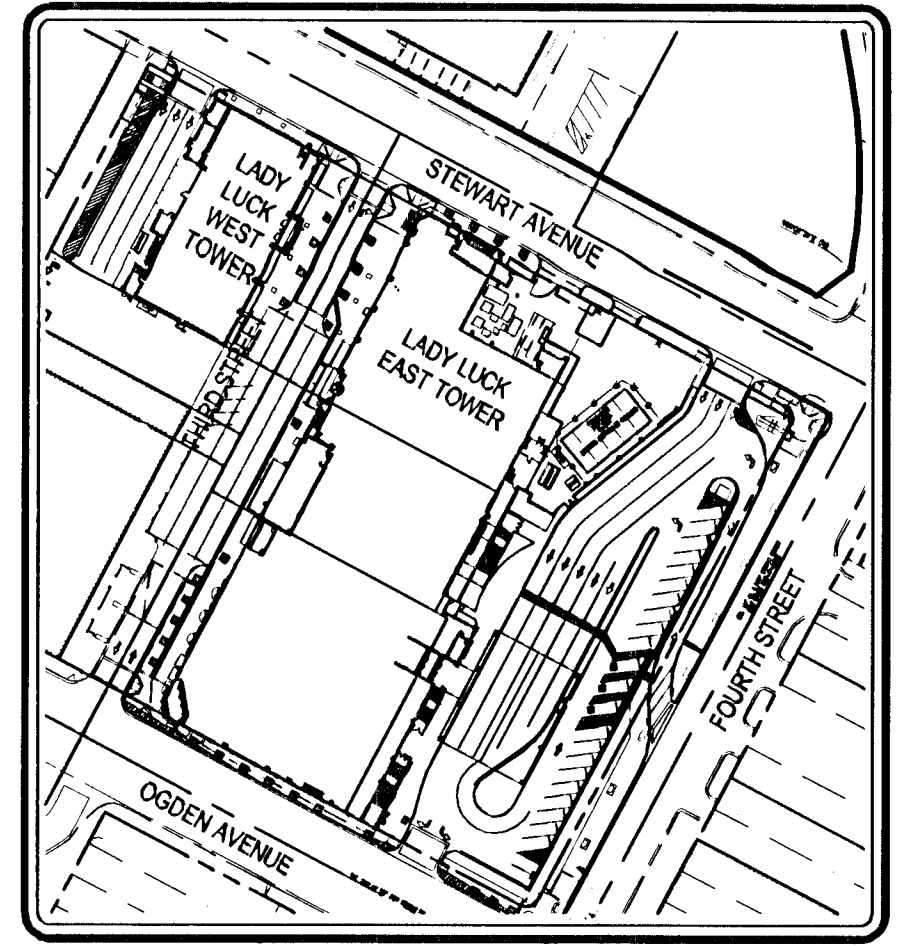 STEWART AVENUE
LADY
LUCK
WEST
TOWER
LADY LUCK
EAST TOWER
THIRD STREET
FOURTH STREET
OGDEN AVENUE